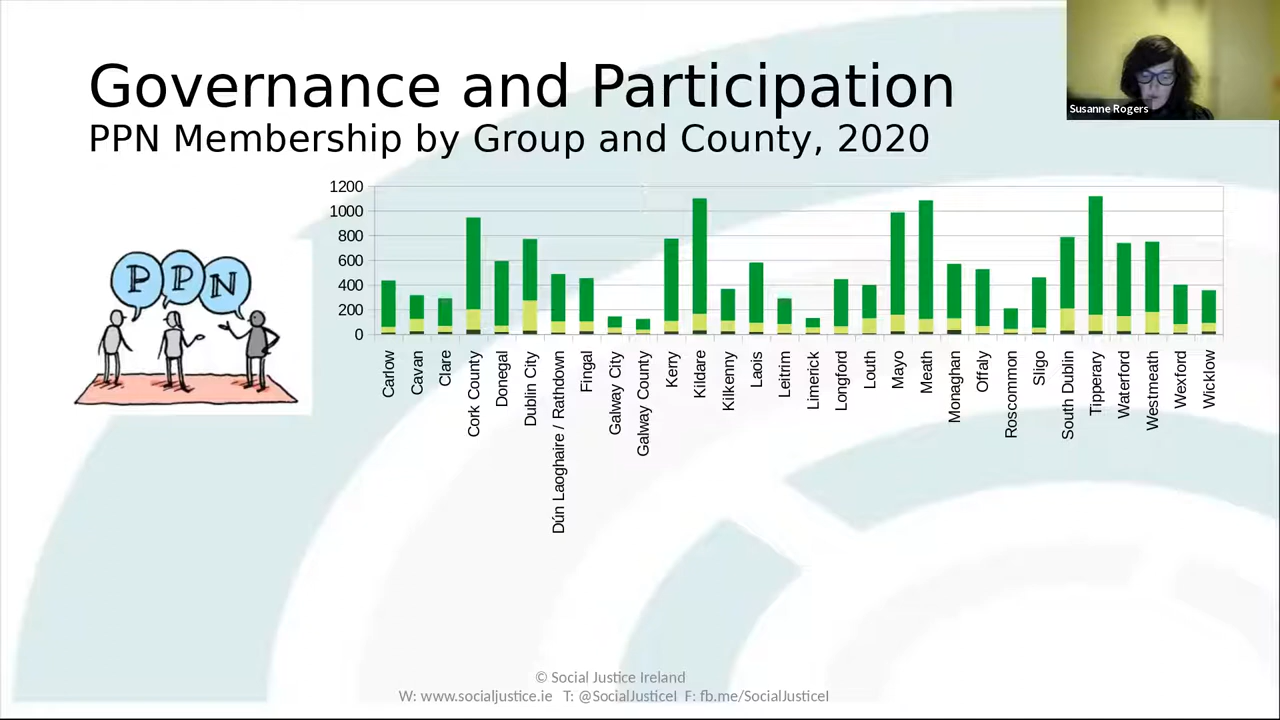 Governance and Participation
PPN Membership by Group and County, 2020
Susanne Rogers
PPN
1200
1000
800
600
400
200
0
Carlow
Cavan
Clare
Cork County
Donegal
Dublin City
Dún Laoghaire / Rathdown
Fingal
Galway City
Galway County
Kerry
Kildare
Kilkenny
Laois
Leitrim
Limerick
Longford
Louth
Mayo
Meath
Monaghan
Offaly
Roscommon
Sligo
South Dublin
Tipperary
Waterford
Westmeath
Wexford
Wicklow
© Social Justice Ireland
W: www.socialjustice.ie T: @SocialJusticeI F: fb.me/SocialJusticeI